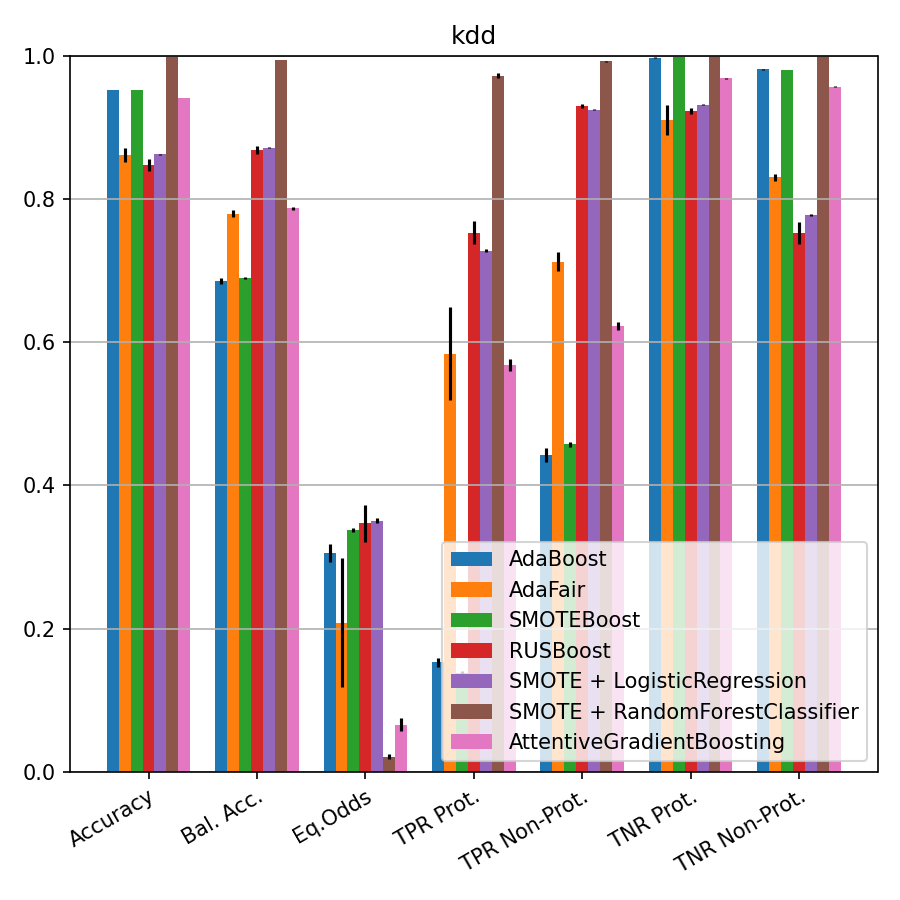 kdd
1.0
0.8
0.6
0.4
0.2
0.0
AdaBoost
AdaFair
SMOTEBoost
RUSBoost
SMOTE + LogisticRegression
SMOTE + RandomForestClassifier
AttentiveGradientBoosting
Accuracy
Bal. Acc.
Eq.Odds
TPR Prot.
TPR Non-Prot.
TNR Prot.
TNR Non-Prot.